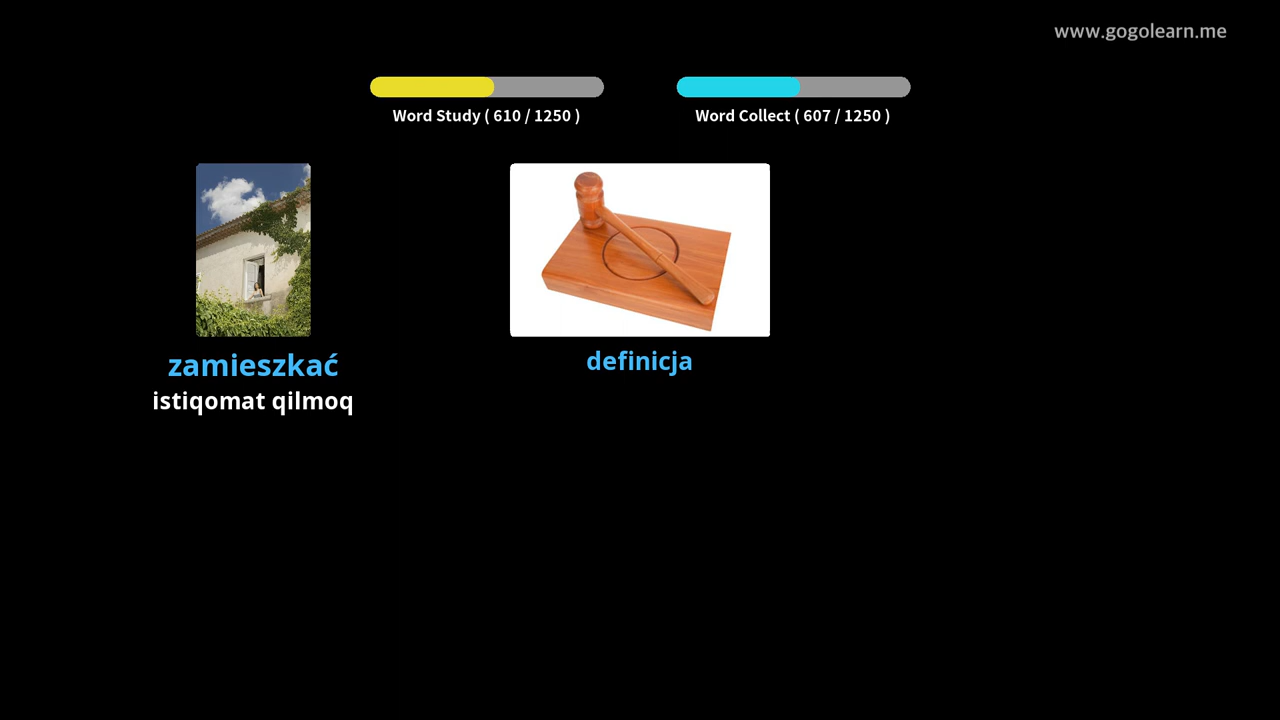 www.gogolearn.me
Word Study ( 610 / 1250 )
Word Collect ( 607 / 1250 )
zamieszkać
istiqomat qilmoq
definicja